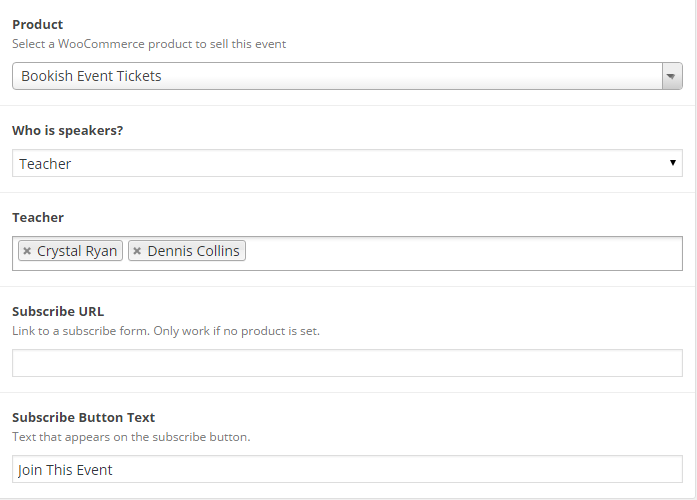 Product
Select a WooCommerce product to sell this event
Bookish Event Tickets
Who is speakers?
Teacher
Teacher
Crystal Ryan Dennis Collins
Subscribe URL
Link to a subscribe form. Only work if no product is set.
Subscribe Button Text
Text that appears on the subscribe button.
Join This Event